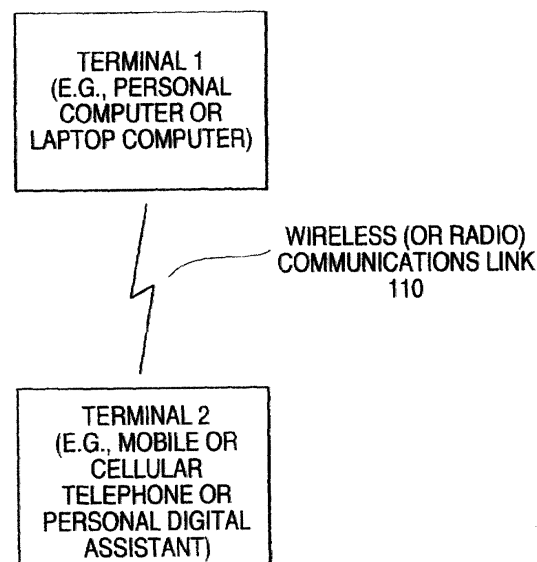 TERMINAL 1
(E.G., PERSONAL
COMPUTER OR
LAPTOP COMPUTER)
WIRELESS (OR RADIO)
COMMUNICATIONS LINK
110
TERMINAL 2
(E.G., MOBILE OR
CELLULAR
TELEPHONE OR
PERSONAL DIGITAL
ASSISTANT)